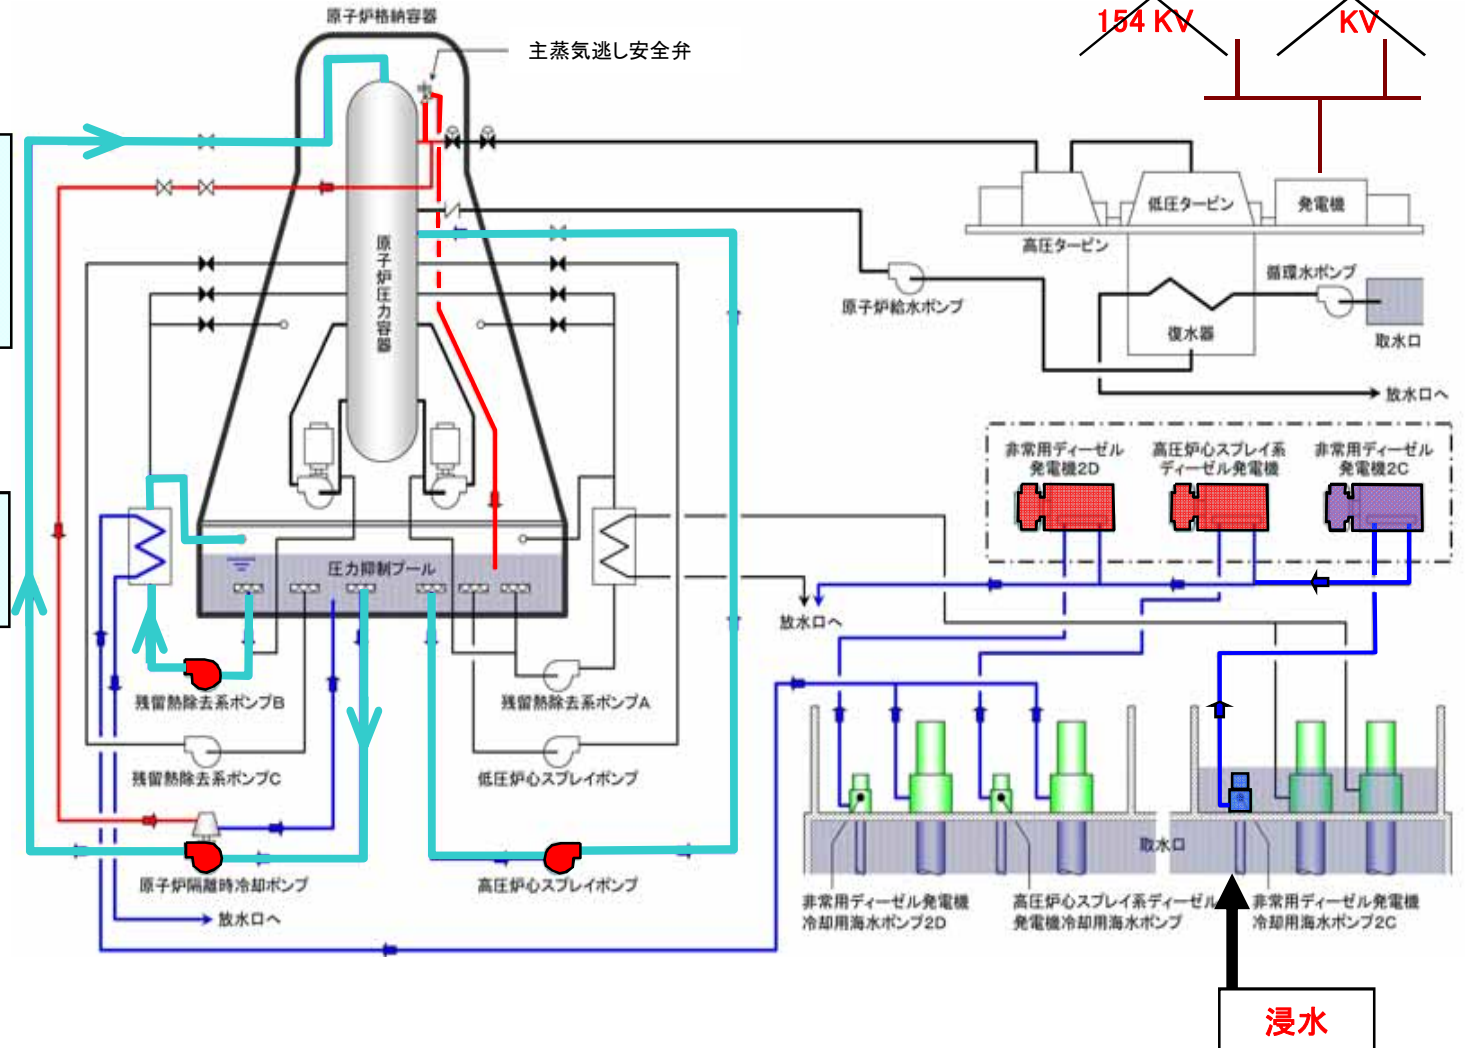 原子炉格納容器
154 KV
KV
主蒸気逃し安全弁
低圧タービン
発電機
高圧タービン
循環水ポンプ
原子炉給水ポンプ
原子炉圧力容器
復水器
取水口
放水口へ
非常用ディーゼル
発電機2D
高圧炉心スプレイ系
ディーゼル発電機
非常用ディーゼル
発電機2C
圧力抑制プール
放水口へ
残留熱除去系ポンプB
残留熱除去系ポンプA
残留熱除去系ポンプC
低圧炉心スプレイポンプ
取水口
原子炉隔離時冷却ポンプ
高圧炉心スプレイポンプ
放水口へ
非常用ディーゼル発電機
冷却用海水ポンプ2D
高圧炉心スプレイ系ディーゼル
発電機冷却用海水ポンプ
非常用ディーゼル発電機
冷却用海水ポンプ2C
浸水